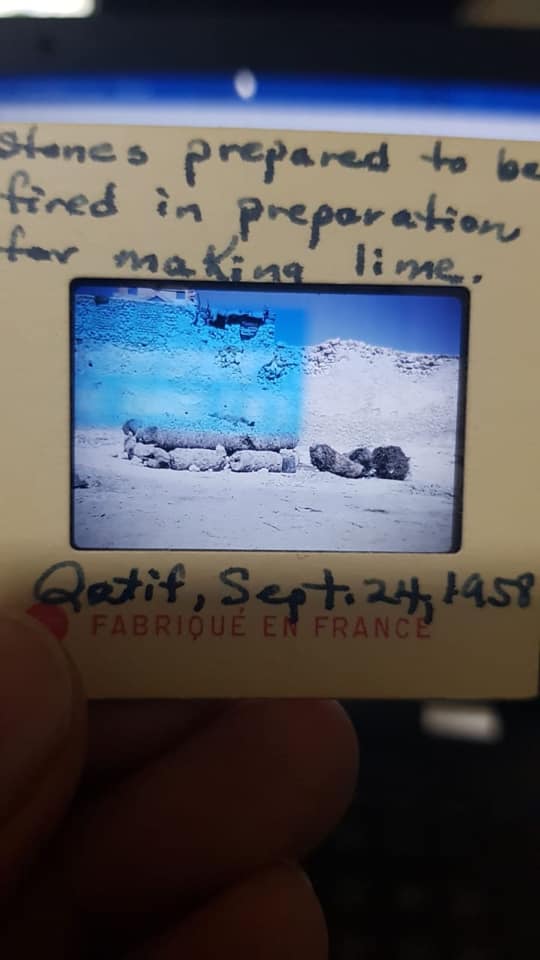 stones prepared to be
fired in preparation
for making lime.
Qatif, Sept. 24, 1958
FABRIQUÉ EN FRANCE